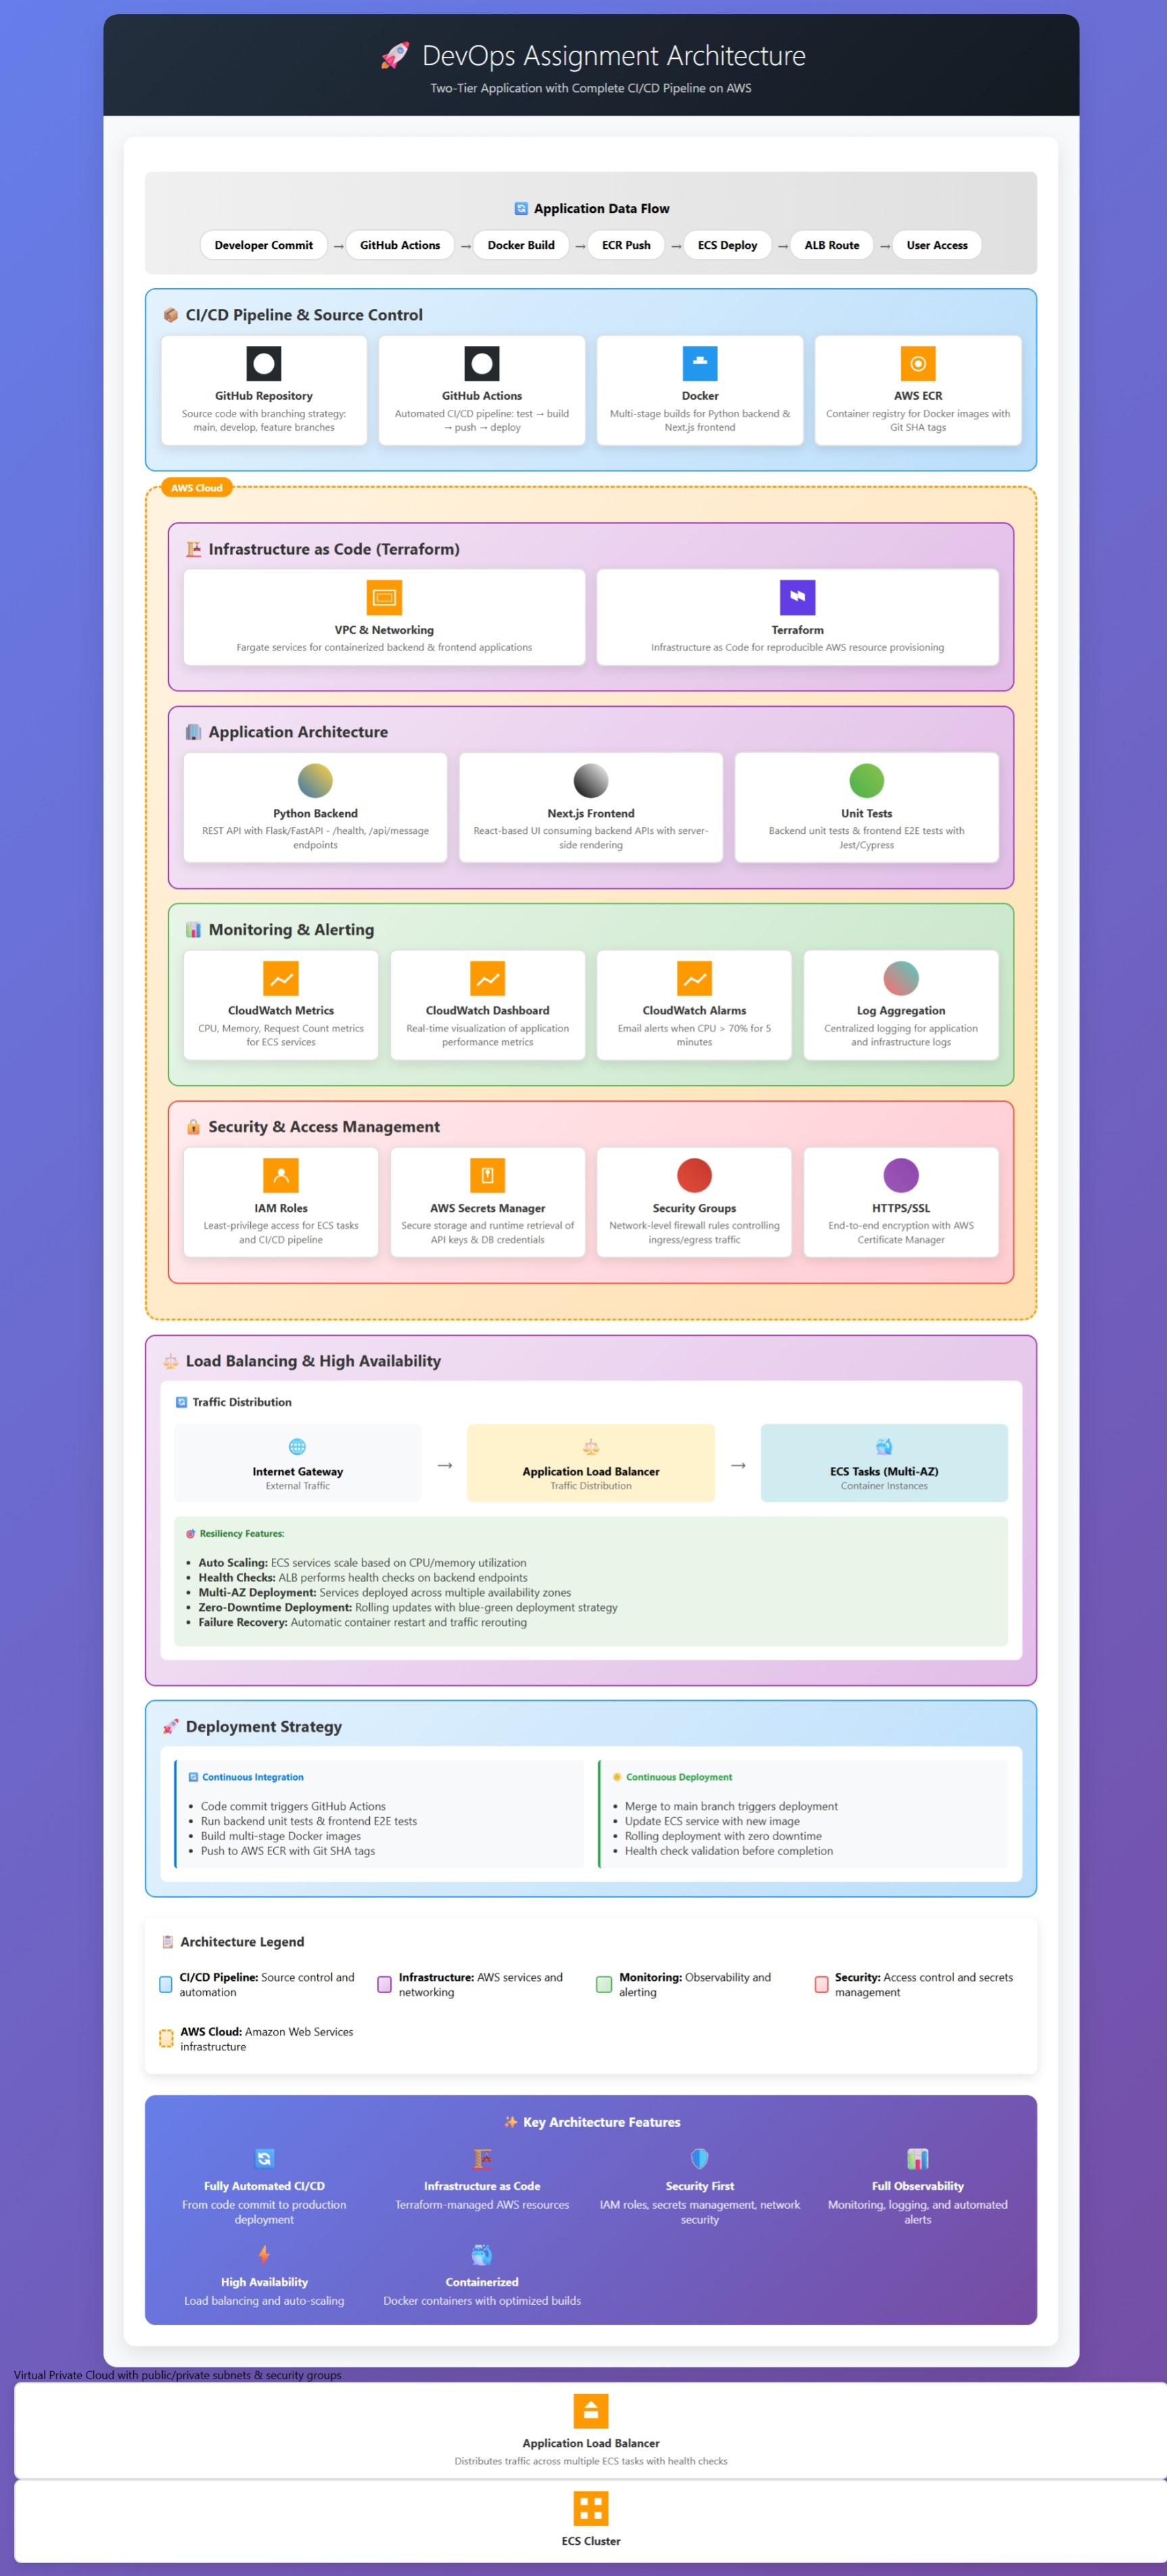 🚀 DevOps Assignment Architecture
Two-Tier Application with Complete CI/CD Pipeline on AWS
🔄 Application Data Flow
Developer Commit → GitHub Actions → Docker Build → ECR Push → ECS Deploy → ALB Route → User Access
📦 CI/CD Pipeline & Source Control
GitHub Repository
Source code with branching strategy:
main, develop, feature branches
GitHub Actions
Automated CI/CD pipeline: test → build
→ push → deploy
Docker
Multi-stage builds for Python backend &
Next.js frontend
AWS ECR
Container registry for Docker images with
Git SHA tags
AWS Cloud
🏗️ Infrastructure as Code (Terraform)
VPC & Networking
Fargate services for containerized backend & frontend applications
Terraform
Infrastructure as Code for reproducible AWS resource provisioning
🏢 Application Architecture
Python Backend
REST API with Flask/FastAPI - /health, /api/message
endpoints
Next.js Frontend
React-based UI consuming backend APIs with server-
side rendering
Unit Tests
Backend unit tests & frontend E2E tests with
Jest/Cypress
📊 Monitoring & Alerting
CloudWatch Metrics
CPU, Memory, Request Count metrics
for ECS services
CloudWatch Dashboard
Real-time visualization of application
performance metrics
CloudWatch Alarms
Email alerts when CPU > 70% for 5
minutes
Log Aggregation
Centralized logging for application
and infrastructure logs
🔒 Security & Access Management
IAM Roles
Least-privilege access for ECS tasks
and CI/CD pipeline
AWS Secrets Manager
Secure storage and runtime retrieval of
API keys & DB credentials
Security Groups
Network-level firewall rules controlling
ingress/egress traffic
HTTPS/SSL
End-to-end encryption with AWS
Certificate Manager
⚖️ Load Balancing & High Availability
🔄 Traffic Distribution
Internet Gateway
External Traffic
→
Application Load Balancer
Traffic Distribution
→
ECS Tasks (Multi-AZ)
Container Instances
🎯 Resiliency Features:
• Auto Scaling: ECS services scale based on CPU/memory utilization
• Health Checks: ALB performs health checks on backend endpoints
• Multi-AZ Deployment: Services deployed across multiple availability zones
• Zero-Downtime Deployment: Rolling updates with blue-green deployment strategy
• Failure Recovery: Automatic container restart and traffic rerouting
🚀 Deployment Strategy
🔄 Continuous Integration
• Code commit triggers GitHub Actions
• Run backend unit tests & frontend E2E tests
• Build multi-stage Docker images
• Push to AWS ECR with Git SHA tags
Continuous Deployment
• Merge to main branch triggers deployment
• Update ECS service with new image
• Rolling deployment with zero downtime
• Health check validation before completion
📋 Architecture Legend
CI/CD Pipeline: Source control and
automation
Infrastructure: AWS services and
networking
Monitoring: Observability and
alerting
Security: Access control and secrets
management
AWS Cloud: Amazon Web Services
infrastructure
✨ Key Architecture Features
Fully Automated CI/CD
From code commit to production
deployment
Infrastructure as Code
Terraform-managed AWS resources
Security First
IAM roles, secrets management, network
security
Full Observability
Monitoring, logging, and automated
alerts
High Availability
Load balancing and auto-scaling
Containerized
Docker containers with optimized builds
Virtual Private Cloud with public/private subnets & security groups
Application Load Balancer
Distributes traffic across multiple ECS tasks with health checks
ECS Cluster